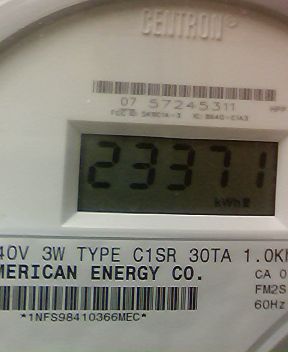 CENTRON
07 57245311
23371
kWh
40V 3W TYPE C1SR 30TA 1.0K
MERICAN ENERGY CO.
CA 0
FM2S
60Hz
*1NFS98410366MEC*